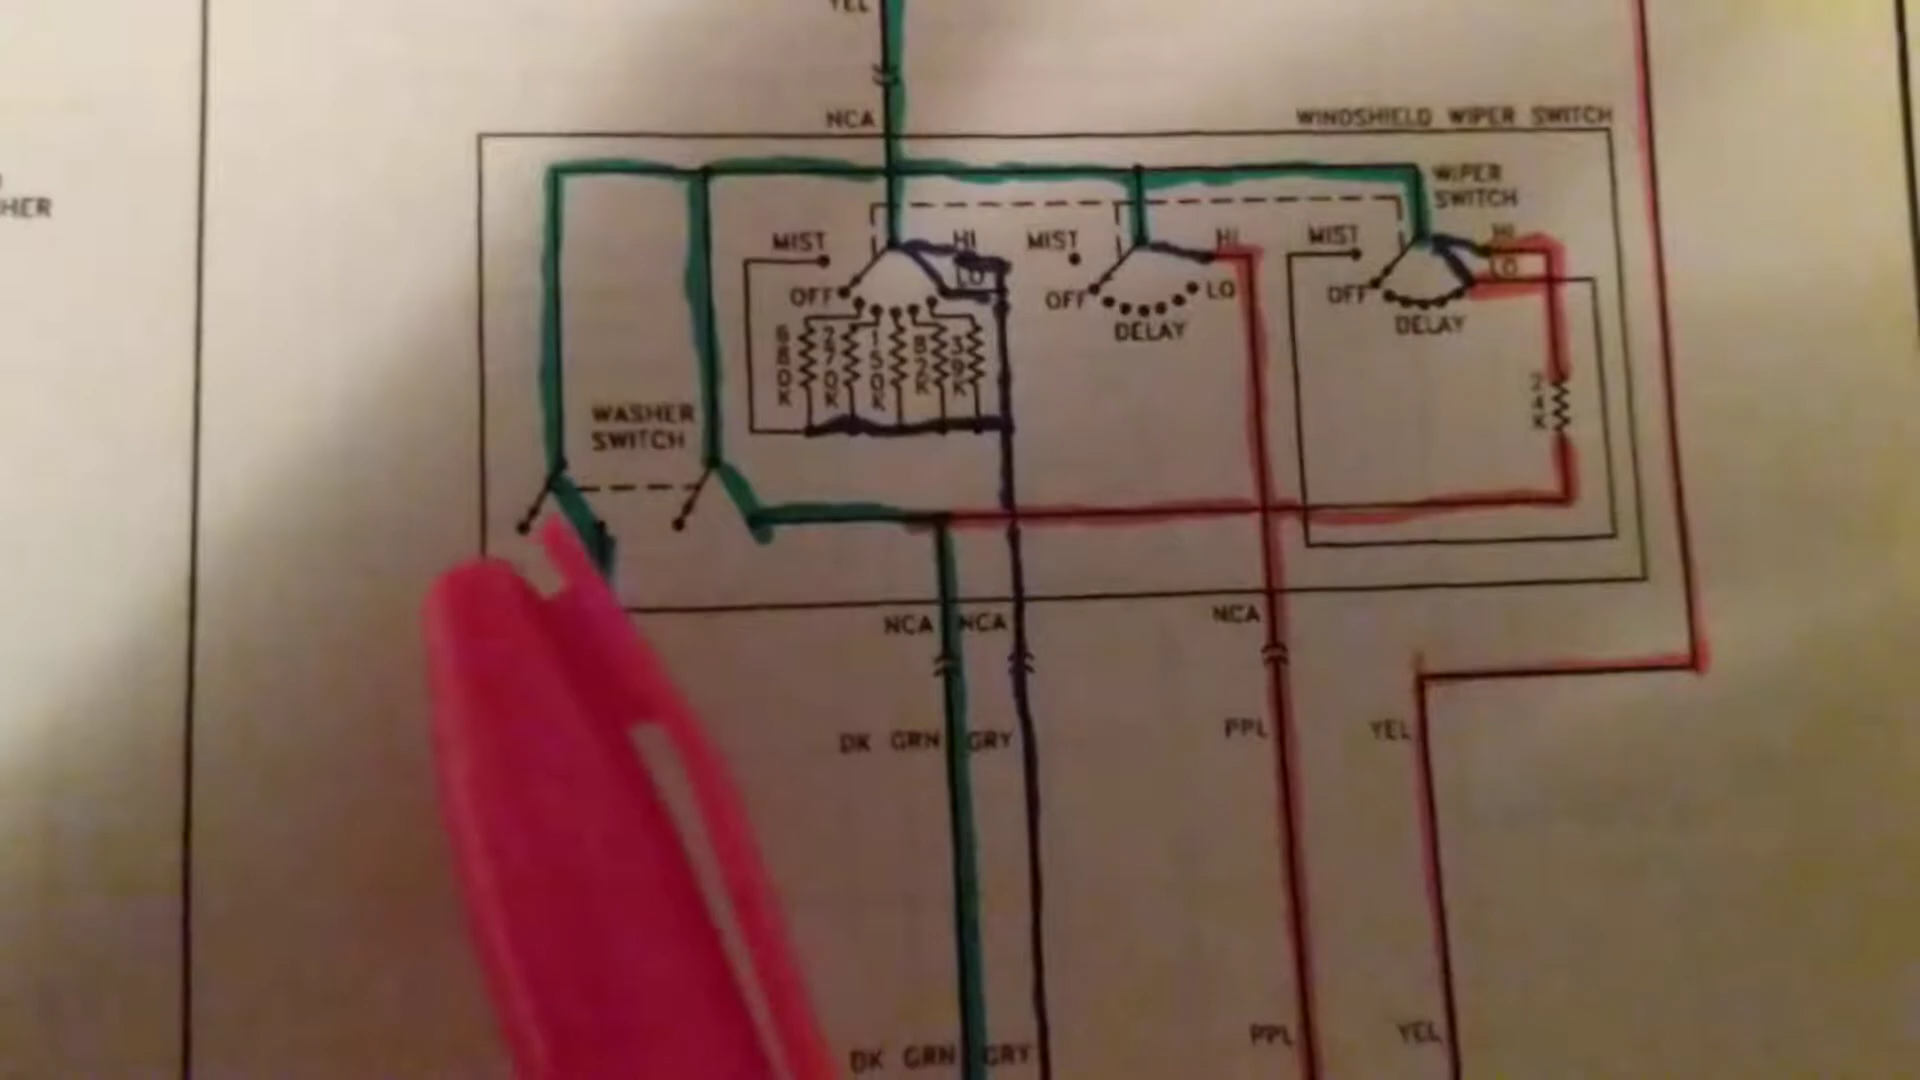 YEL
NCA
WINDSHIELD WIPER SWITCH
HER
WIPER
SWITCH
MIST
HI
LO
OFF
680K
270K
150K
82K
39K
MIST
HI
OFF
LO
DELAY
MIST
HI
LO
OFF
DELAY
24K
WASHER
SWITCH
NCA
NCA
NCA
DK GRN
GRY
PPL
YEL
DK GRN
GRY
PPL
YEL